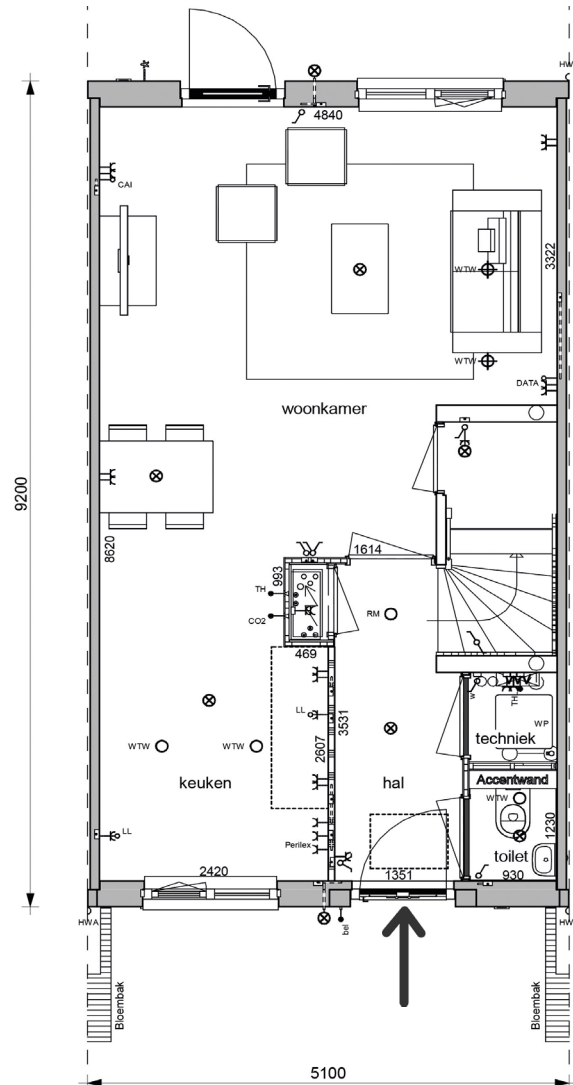 HW
4840
CAI
WTW
3322
WTW
DATA
woonkamer
9200
8620
1614
993
TH
CO2
RM
469
LL
3531
2607
W
TH
WP
techniek
WTW
WTW
keuken
hal
Accentwand
WTW
1230
LL
Perilex
toilet
2420
1351
930
HWA
bel
HW
Bloembak
Bloembak
5100